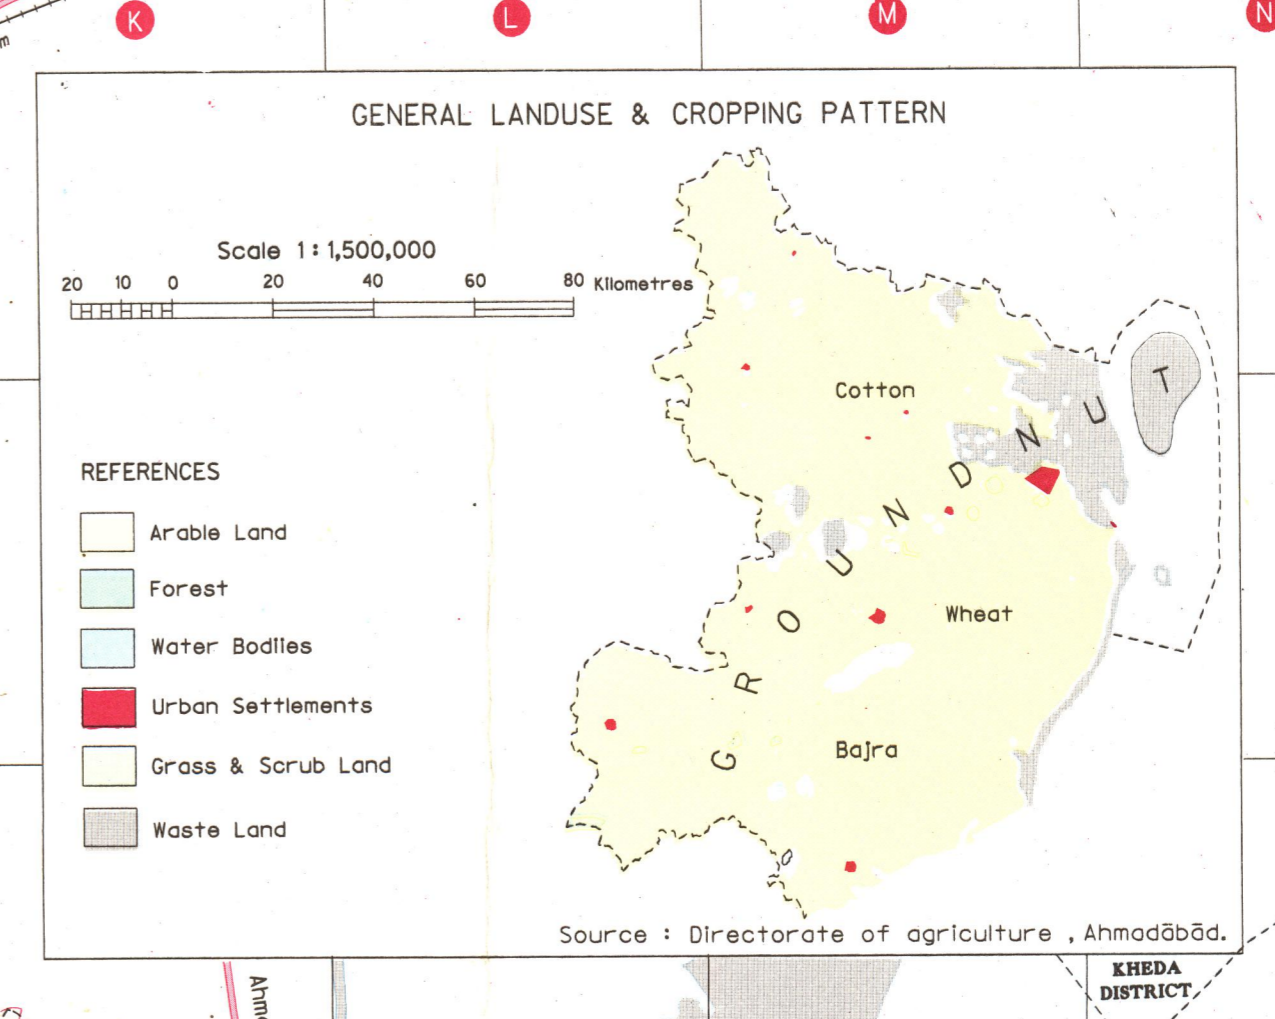 K L M N
m
GENERAL LANDUSE & CROPPING PATTERN
Scale 1:1,500,000
20 10 0 20 40 60 80 Kilometres
Cotton
GROUNDNUT
Wheat
Bajra
REFERENCES
Arable Land
Forest
Water Bodiies
Urban Settlements
Grass & Scrub Land
Waste Land
Source : Directorate of agriculture , Ahmadābād.
KHEDA
DISTRICT